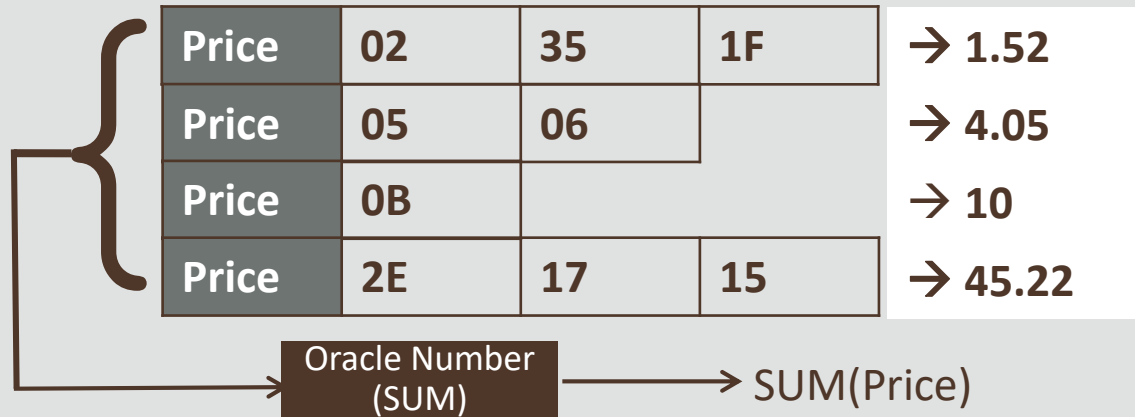 Price 02 35 1F → 1.52
Price 05 06 → 4.05
Price 0B → 10
Price 2E 17 15 → 45.22
Oracle Number
(SUM)
SUM(Price)